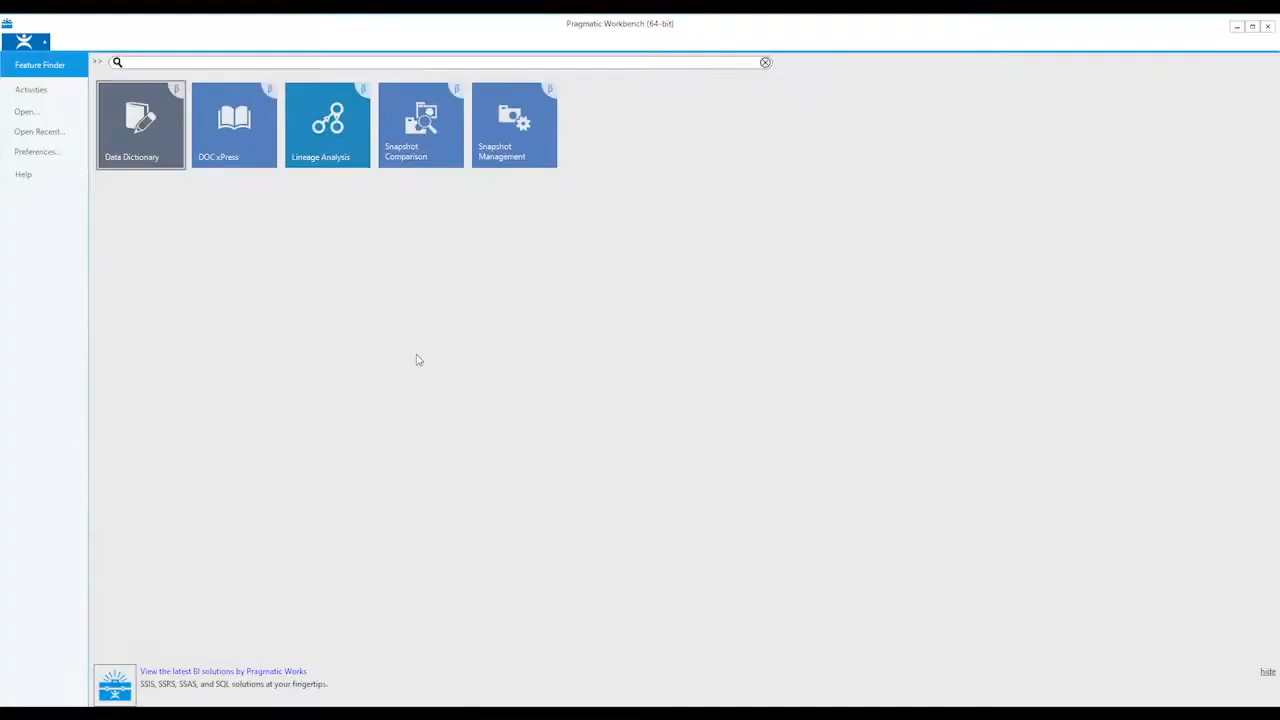 Pragmatic Workbench (64-bit)
Feature Finder
>>
Activities
Open...
Open Recent...
Preferences...
Help
β
Data Dictionary
β
DOC xPress
β
Lineage Analysis
β
Snapshot
Comparison
β
Snapshot
Management
View the latest BI solutions by Pragmatic Works
SSIS, SSRS, SSAS, and SQL solutions at your fingertips.
hide